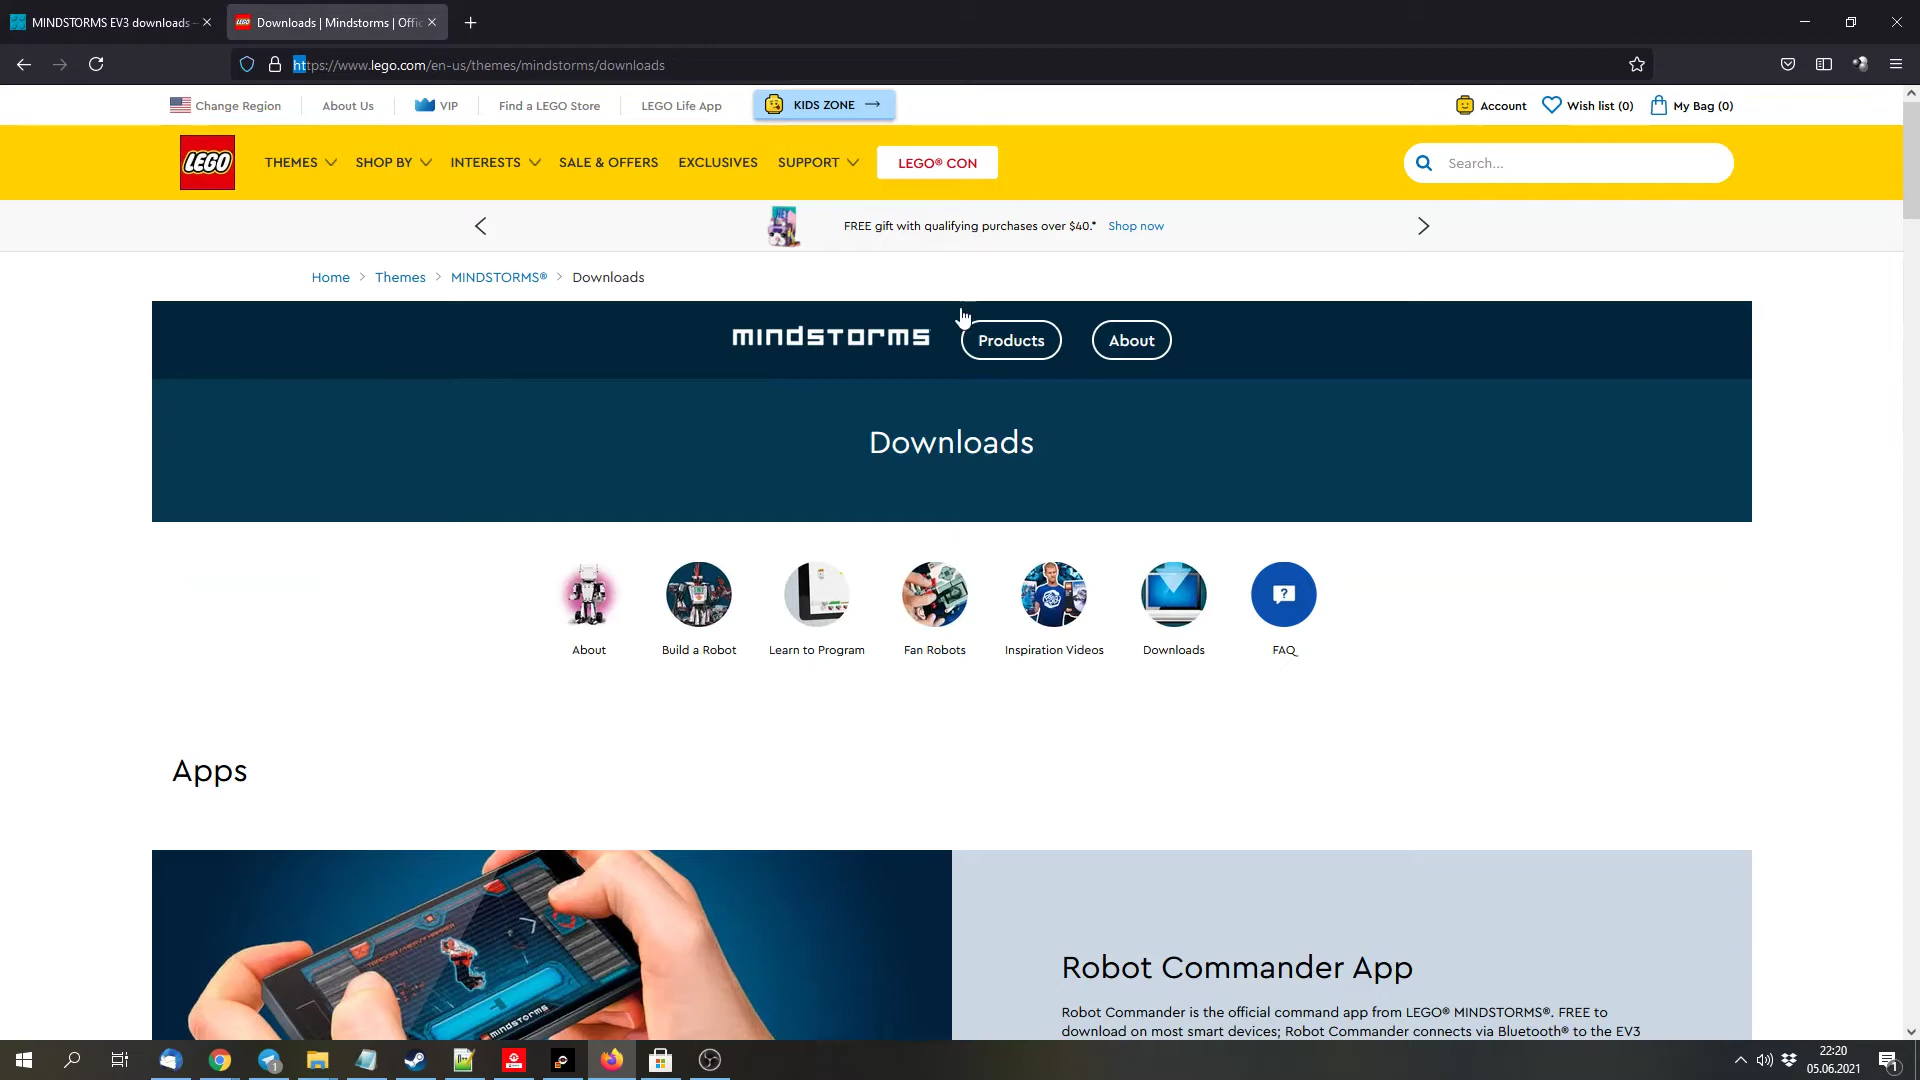 MINDSTORMS EV3 downloads
Downloads | Mindstorms | Offic
https://www.lego.com/en-us/themes/mindstorms/downloads
Change Region
About Us
VIP
Find a LEGO Store
LEGO Life App
KIDS ZONE
Account
Wish list (0)
My Bag (0)
LEGO
THEMES
SHOP BY
INTERESTS
SALE & OFFERS
EXCLUSIVES
SUPPORT
LEGO® CON
Search...
FREE gift with qualifying purchases over $40.* Shop now
Home > Themes > MINDSTORMS® > Downloads
mindstorms
Products
About
Downloads
About
Build a Robot
Learn to Program
Fan Robots
Inspiration Videos
Downloads
FAQ
Apps
mindstorms
Robot Commander App
Robot Commander is the official command app from LEGO® MINDSTORMS®. FREE to
download on most smart devices; Robot Commander connects via Bluetooth® to the EV3
22:20
05.06.2021